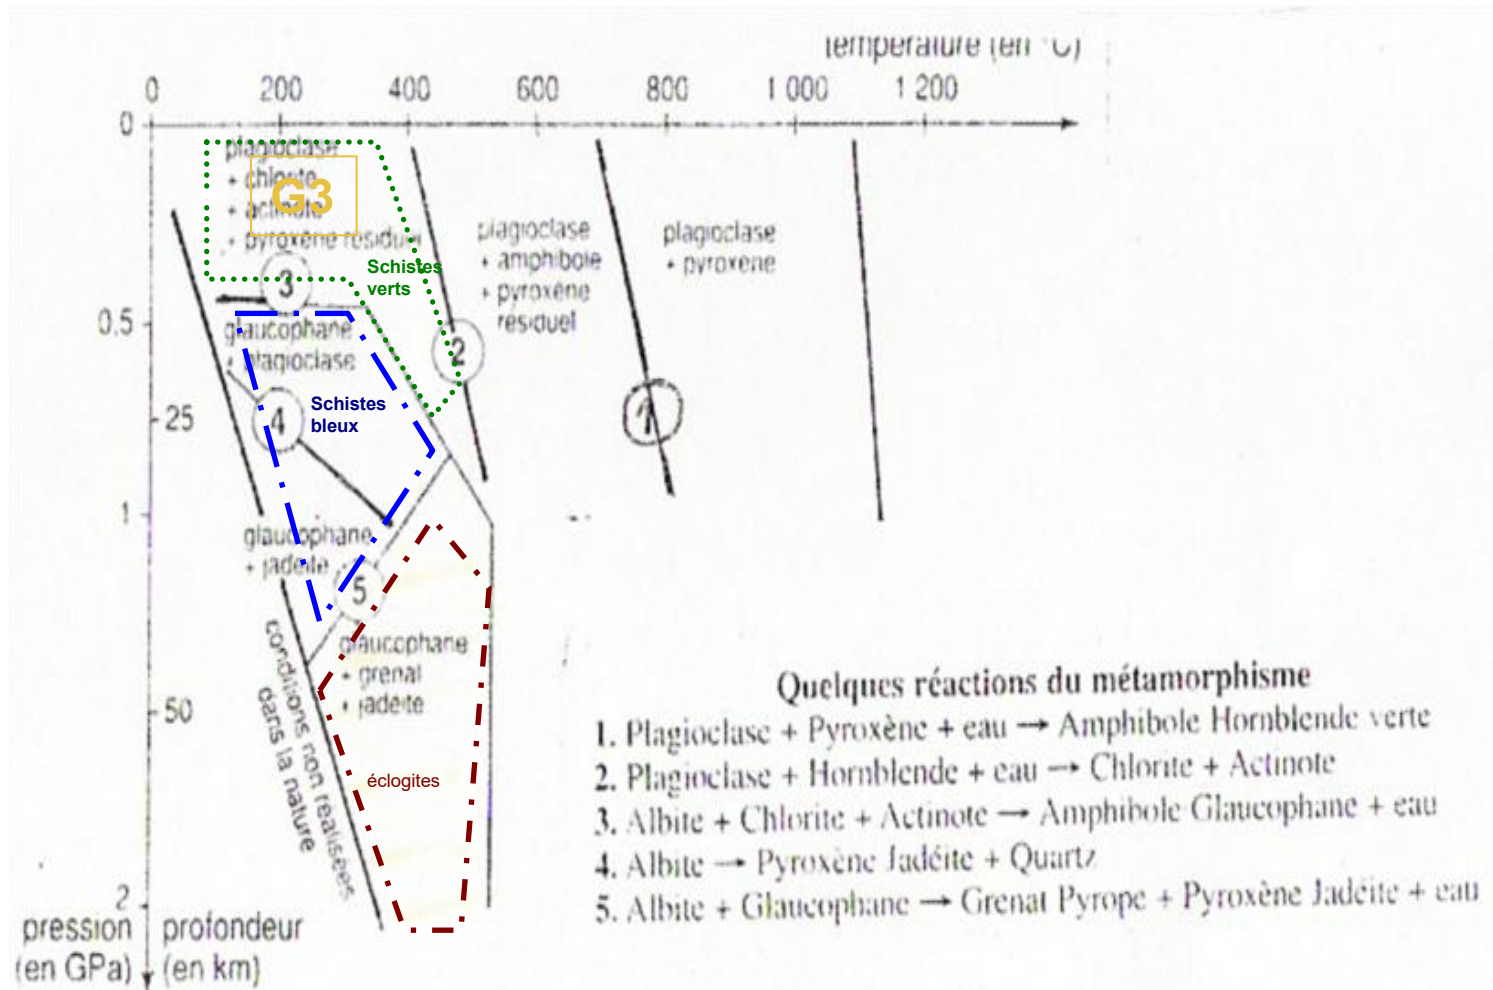 température (en °C)
0 200 400 600 800 1 000 1 200
0
plagioclase
+ chlorite
+ actinote
+ pyroxène résiduel
G3
Schistes
verts
3
plagioclase
+ amphibole
+ pyroxène
résiduel
plagioclase
+ pyroxène
0.5
glaucophane
+ plagioclase
2
1
25
4
Schistes
bleux
1
glaucophane
+ jadeite
5
glaucophane
+ grenat
+ jadeite
conditions non réalisées
dans la nature
50
éclogites
2
pression
(en GPa)
profondeur
(en km)
Quelques réactions du métamorphisme
1. Plagioclase + Pyroxène + eau → Amphibole Hornblende verte
2. Plagioclase + Hornblende + eau → Chlorite + Actinote
3. Albite + Chlorite + Actinote → Amphibole Glaucophane + eau
4. Albite → Pyroxène Jadéite + Quartz
5. Albite + Glaucophane → Grenat Pyrope + Pyroxène Jadéite + eau